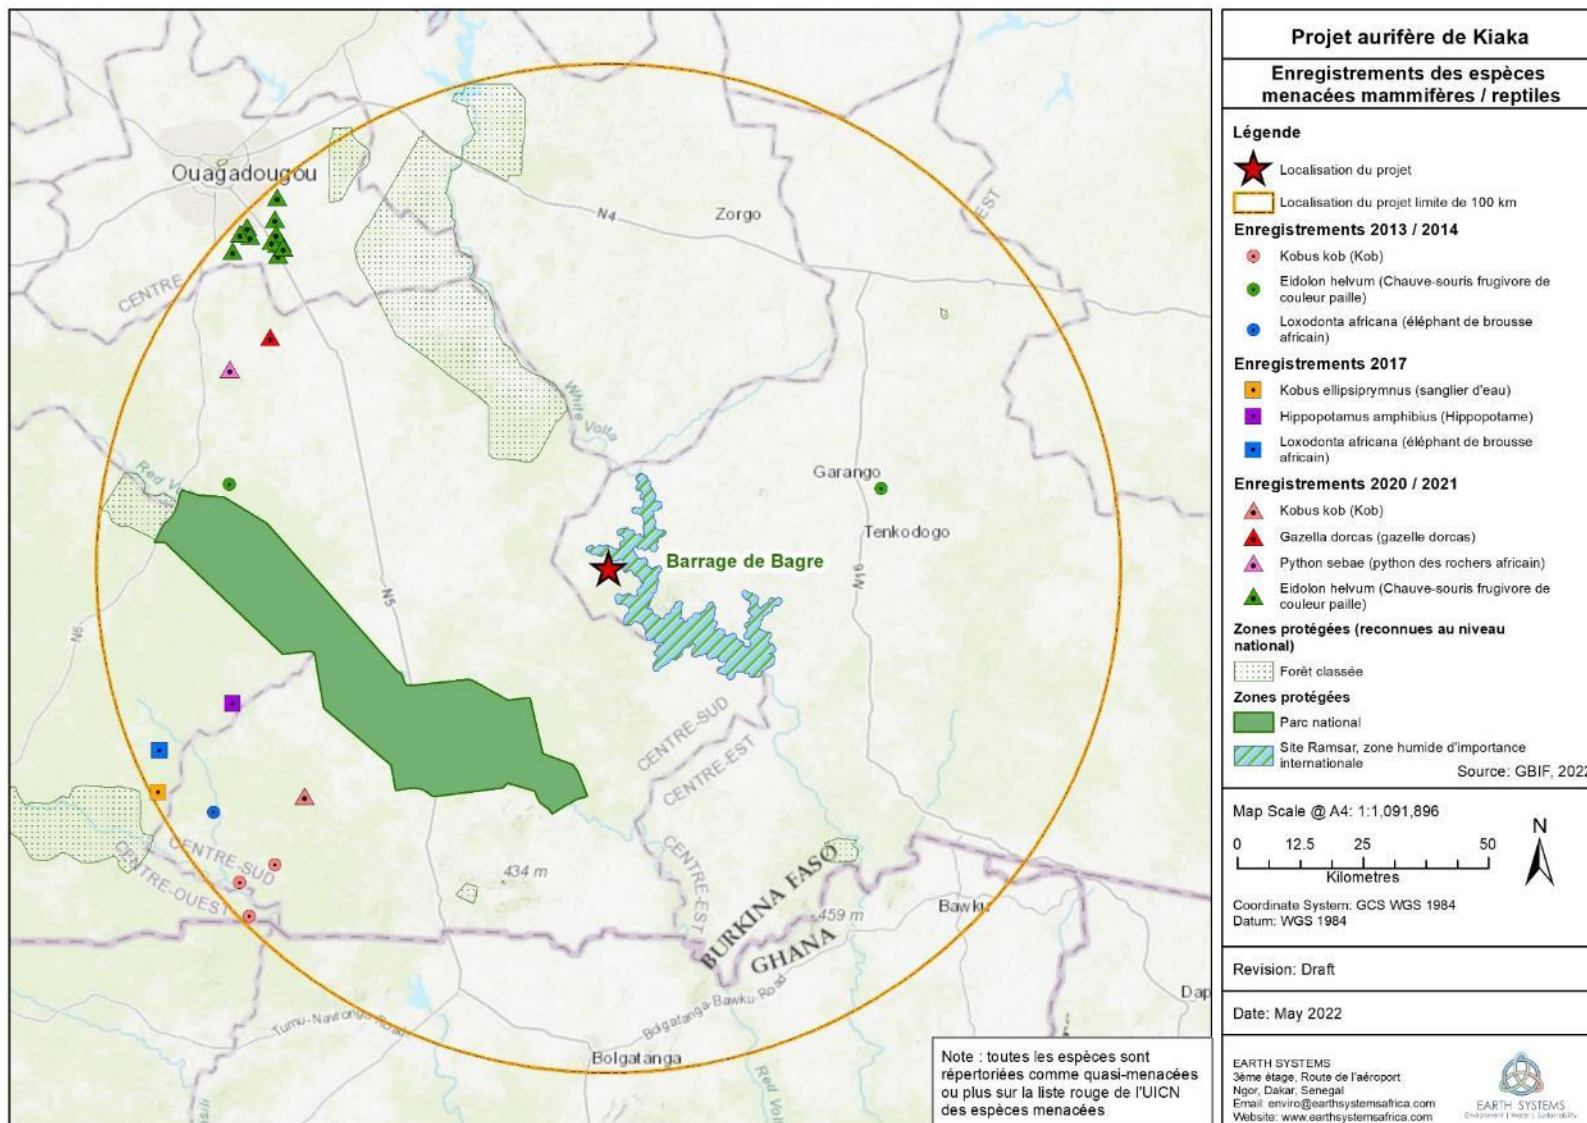 Projet aurifère de Kiaka
Enregistrements des espèces
menacées mammifères / reptiles
Légende
Localisation du projet
Localisation du projet limite de 100 km
Enregistrements 2013 / 2014
Kobus kob (Kob)
Eidolon helvum (Chauve-souris frugivore de
couleur paille)
Loxodonta africana (éléphant de brousse
africain)
Enregistrements 2017
Kobus ellipsiprymnus (sanglier d'eau)
Hippopotamus amphibius (Hippopotame)
Loxodonta africana (éléphant de brousse
africain)
Enregistrements 2020 / 2021
Kobus kob (Kob)
Gazella dorcas (gazelle dorcas)
Python sebae (python des rochers africain)
Eidolon helvum (Chauve-souris frugivore de
couleur paille)
Zones protégées (reconnues au niveau
national)
Forêt classée
Zones protégées
Parc national
Site Ramsar, zone humide d'importance
internationale
Source: GBIF, 2022
Map Scale @ A4: 1:1,091,896
0 12.5 25 50
Kilometres
N
Coordinate System: GCS WGS 1984
Datum: WGS 1984
Revision: Draft
Date: May 2022
EARTH SYSTEMS
3ème étage, Route de l'aéroport
Ngor, Dakar, Senegal
Email: enviro@earthsystemsafrica.com
Website: www.earthsystemsafrica.com
EARTH SYSTEMS
Environment | Water | Sustainability
Ouagadougou
Zorgo
N4
EST
CENTRE
White Volta
Red Vo
Garango
Tenkodogo
Barrage de Bagre
N5
N6
N16
CENTRE-SUD
CENTRE-EST
CENTRE-SUD
CENTRE-OUEST
CENTRE-EST
434 m
BURKINA FASO
459 m
GHANA
Bawku
Bolgatanga-Bawku-Road
Tumu-Navrongo Road
Bolgatanga
Dap
Red Vol
Note : toutes les espèces sont
répertoriées comme quasi-menacées
ou plus sur la liste rouge de l'UICN
des espèces menacées